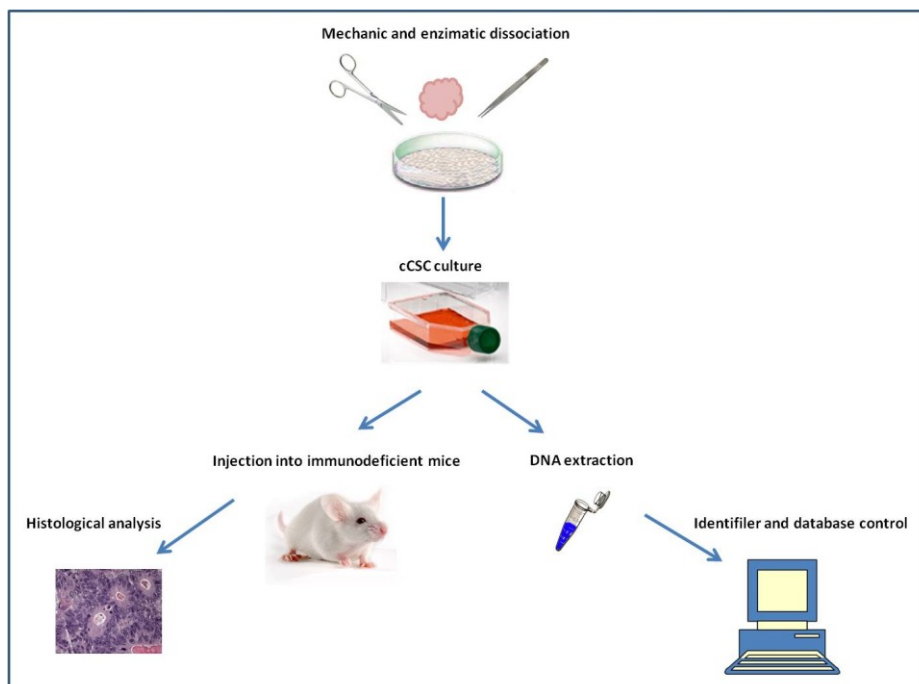 Mechanic and enzimatic dissociation
cCSC culture
Injection into immunodeficient mice
DNA extraction
Histological analysis
Identifiler and database control